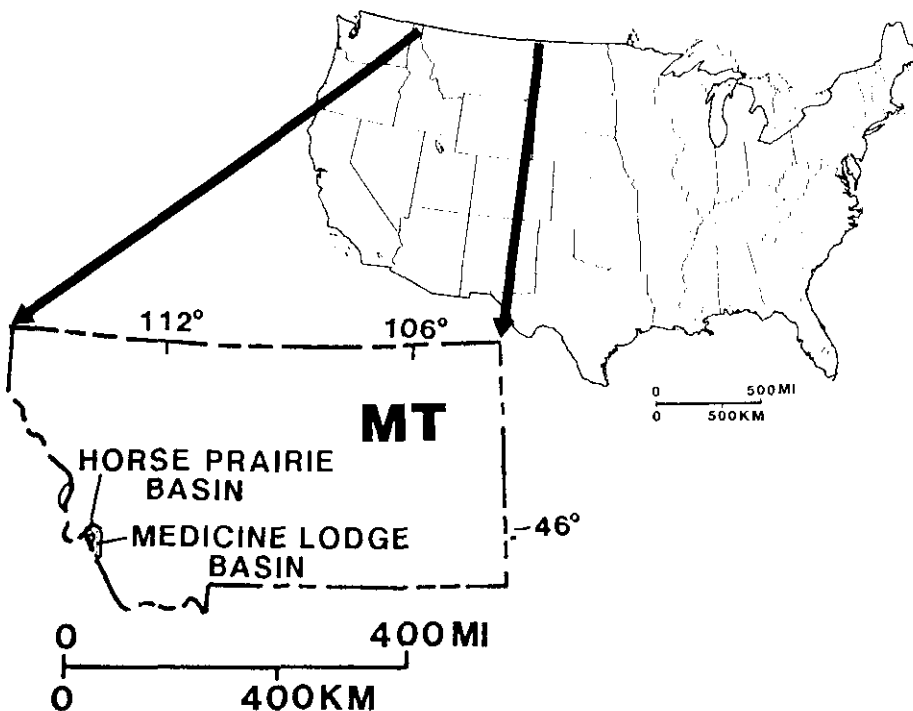 0 500MI
0 500KM
112° 106°
MT
HORSE PRAIRIE
BASIN
46°
MEDICINE LODGE
BASIN
0 400MI
0 400KM